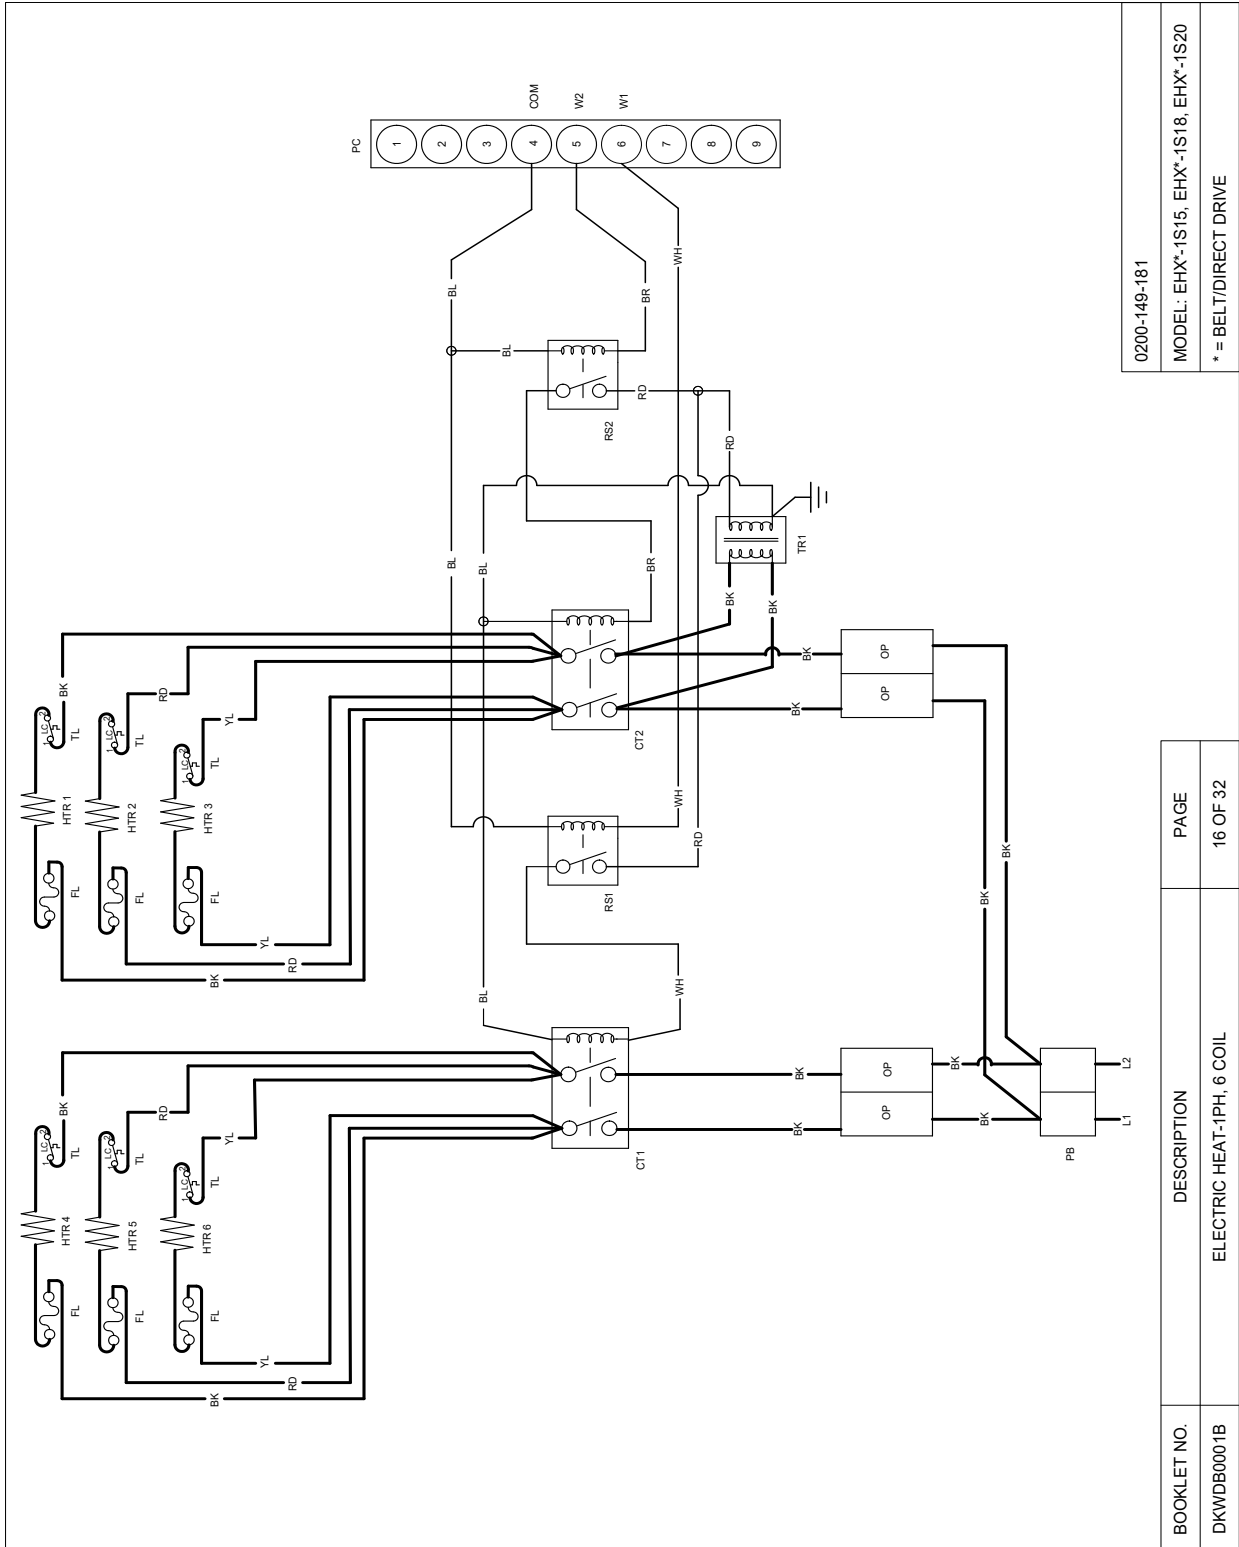 PC
1
2
3
4
5
6
7
8
9
COM
W2
W1
BL
BL
BR
WH
RS2
RD
RD
BL
BL
BR
TR1
BK
BK
BK
RD
YL
1 LC 2
TL
1 LC 2
TL
1 LC 2
TL
HTR 1
HTR 2
HTR 3
FL
FL
FL
YL
RD
BK
CT2
BK
BK
OP
OP
RS1
WH
RD
BL
WH
BK
RD
YL
1 LC 2
TL
1 LC 2
TL
1 LC 2
TL
HTR 4
HTR 5
HTR 6
FL
FL
FL
YL
RD
BK
CT1
BK
BK
OP
OP
BK
BK
BK
BK
PB
L1
L2
0200-149-181
MODEL: EHX*-1S15, EHX*-1S18, EHX*-1S20
* = BELT/DIRECT DRIVE
BOOKLET NO. DESCRIPTION PAGE
DKWDB0001B ELECTRIC HEAT-1PH, 6 COIL 16 OF 32